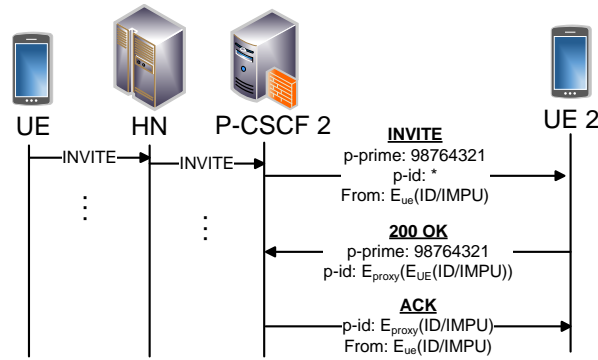 UE
HN
P-CSCF 2
UE 2
INVITE
INVITE
INVITE
p-prime: 98764321
p-id: *
From: Eue(ID/IMPU)
200 OK
p-prime: 98764321
p-id: Eproxy(EUE(ID/IMPU))
ACK
p-id: Eproxy(ID/IMPU)
From: Eue(ID/IMPU)